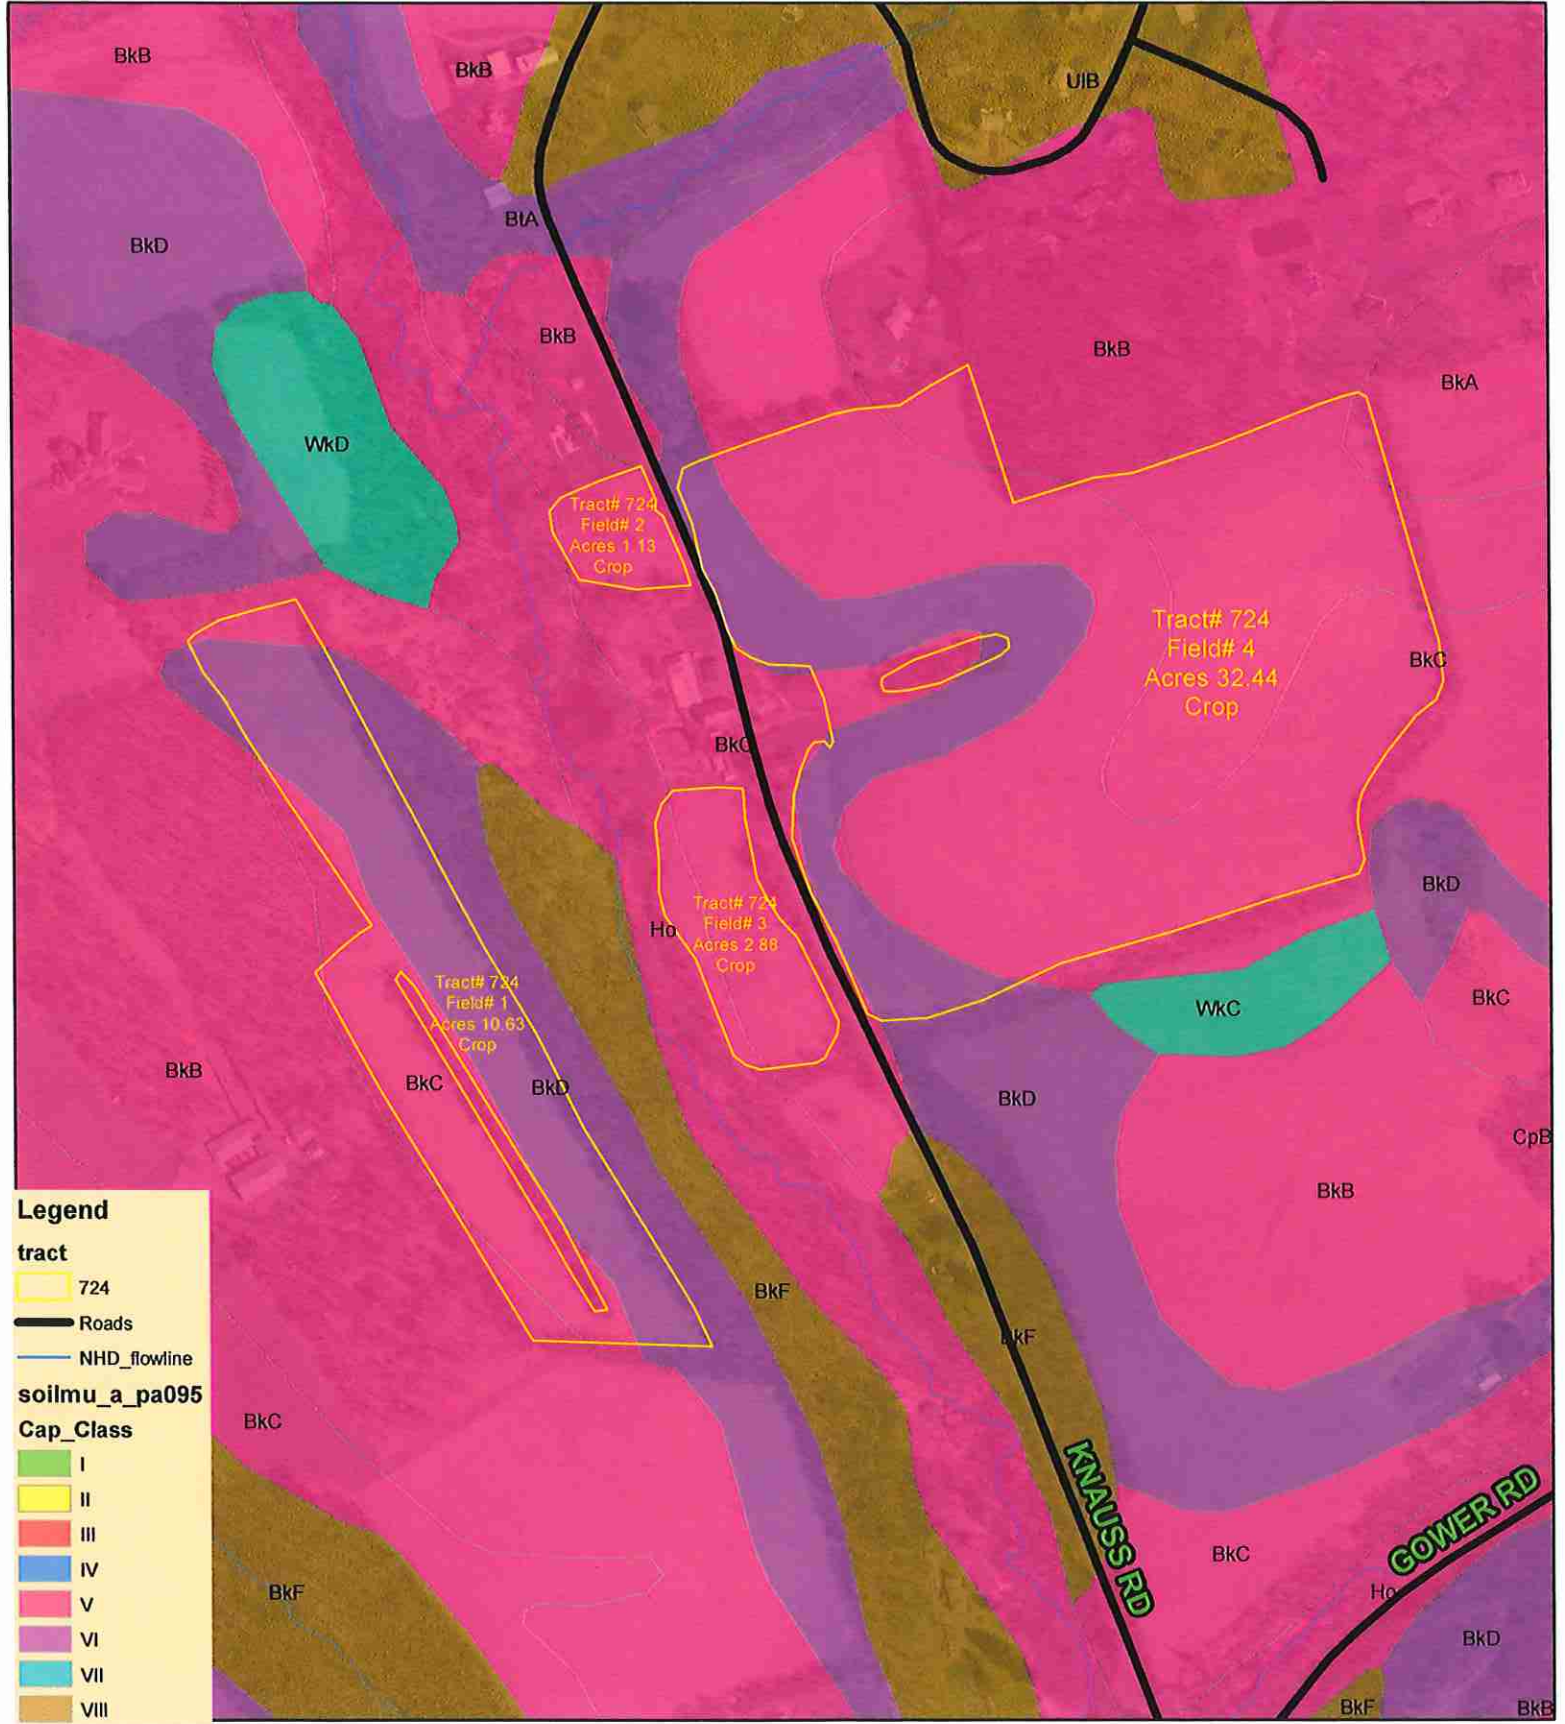 BkB
BkB
UlB
BtA
BkD
BkB
BkB
BkA
WkD
Tract# 724
Field# 2
Acres 1.13
Crop
Tract# 724
Field# 4
Acres 32.44
Crop
BkC
BkC
BkD
Tract# 724
Field# 3
Acres 2.88
Crop
Ho
Tract# 724
Field# 1
Acres 10.63
Crop
WkC
BkC
BkB
BkC
BkD
BkD
CpB
BkB
BkF
BkF
BkC
BkF
KNAUSS RD
GOWER RD
BkC
Ho
BkD
BkF
BkB
Legend
tract
724
Roads
NHD_flowline
soilmu_a_pa095
Cap_Class
I
II
III
IV
V
VI
VII
VIII